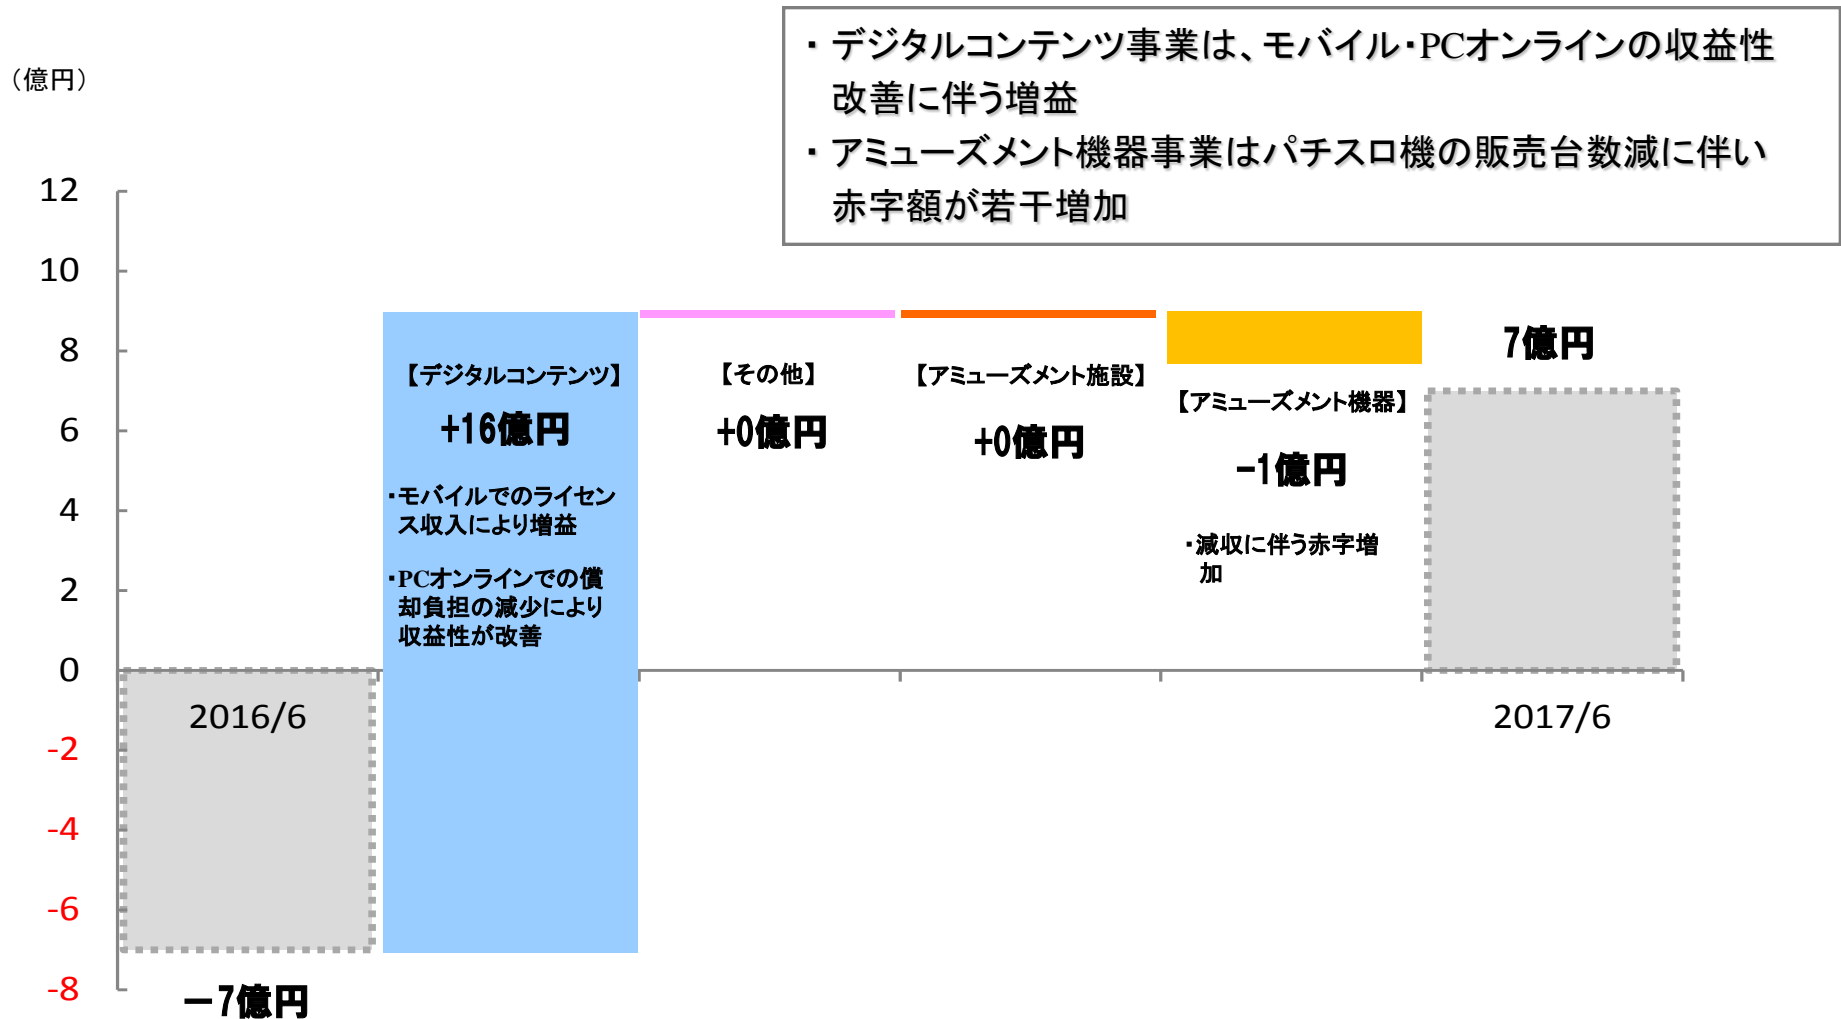 ・デジタルコンテンツ事業は、モバイル・PCオンラインの収益性
改善に伴う増益
・アミューズメント機器事業はパチスロ機の販売台数減に伴い
赤字額が若干増加
（億円）
12
10
8
6
4
2
0
-2
-4
-6
-8
2016/6
－7億円
【デジタルコンテンツ】
+16億円
・モバイルでのライセン
ス収入により増益
・PCオンラインでの償
却負担の減少により
収益性が改善
【その他】
+0億円
【アミューズメント施設】
+0億円
【アミューズメント機器】
-1億円
・減収に伴う赤字増
加
7億円
2017/6